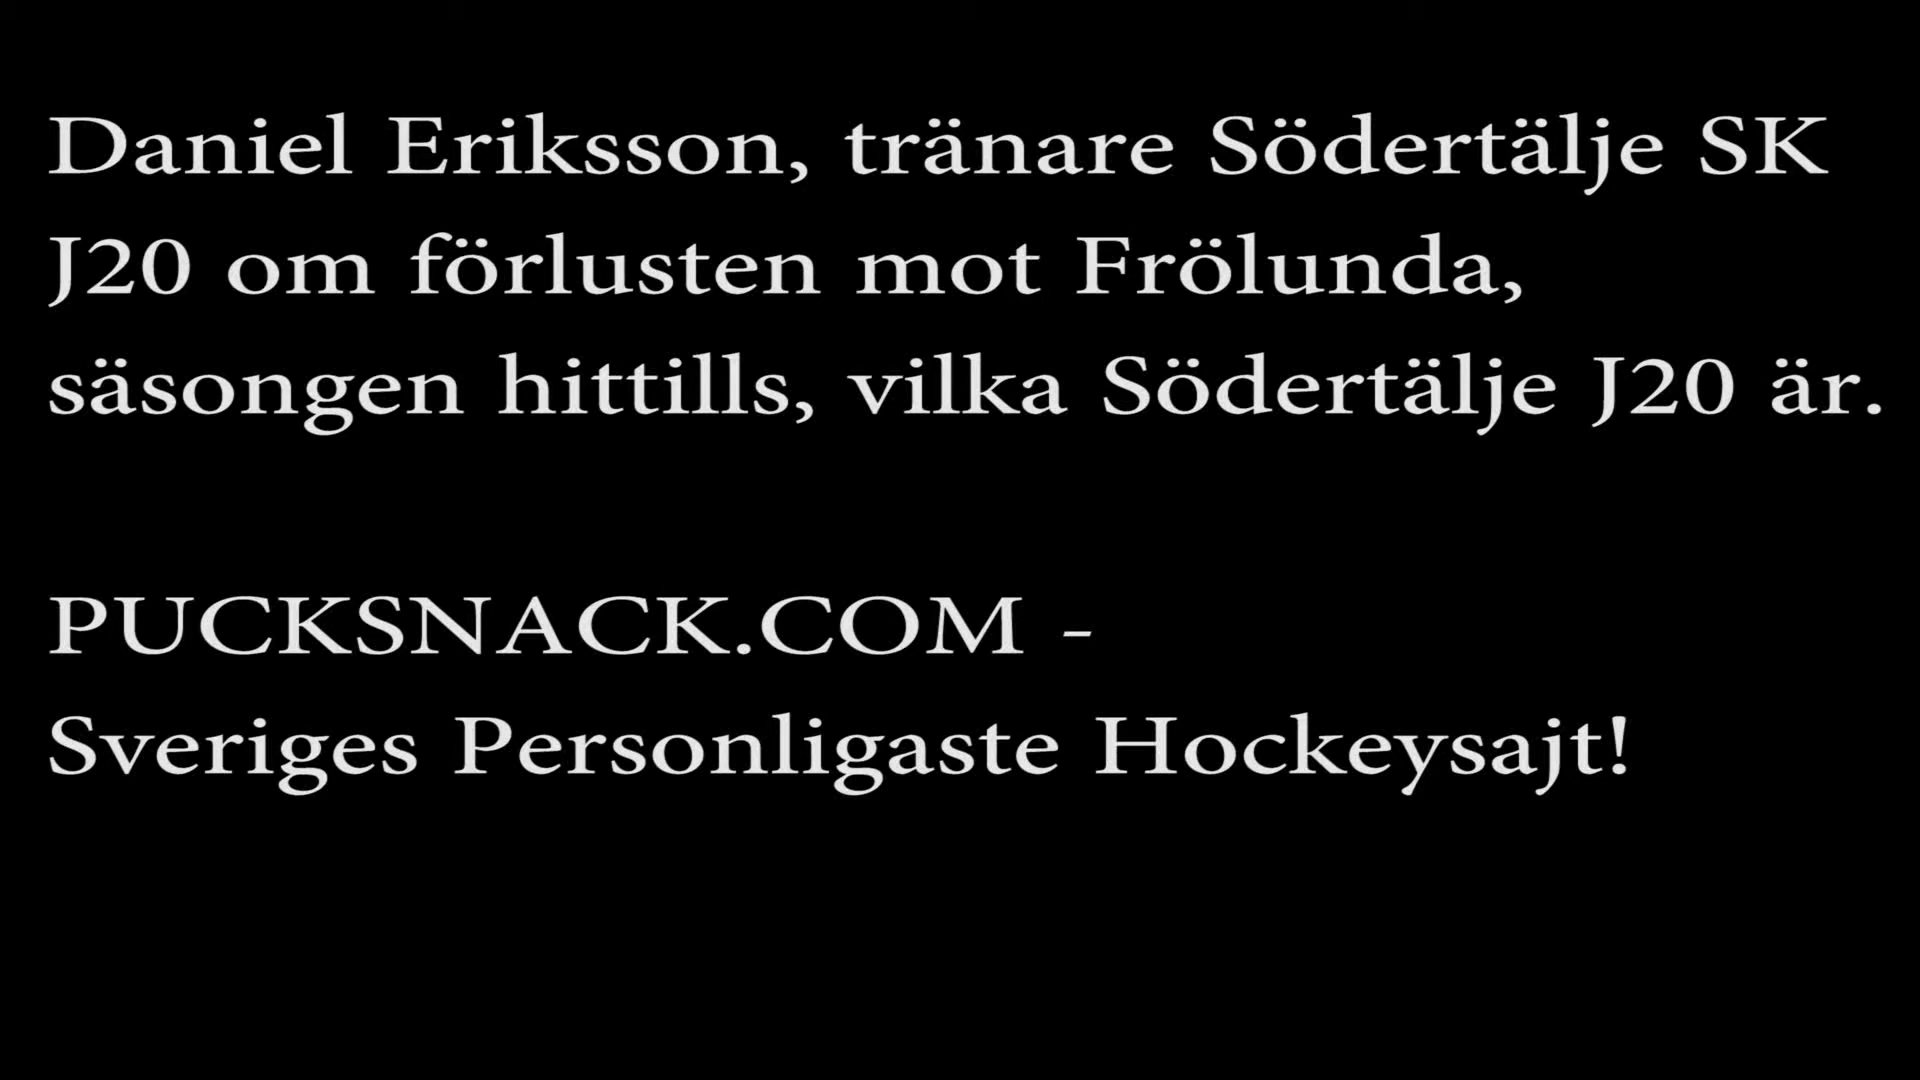 Daniel Eriksson, tränare Södertälje SK
J20 om förlusten mot Frölunda,
säsongen hittills, vilka Södertälje J20 är.
PUCKSNACK.COM -
Sveriges Personligaste Hockeysajt!